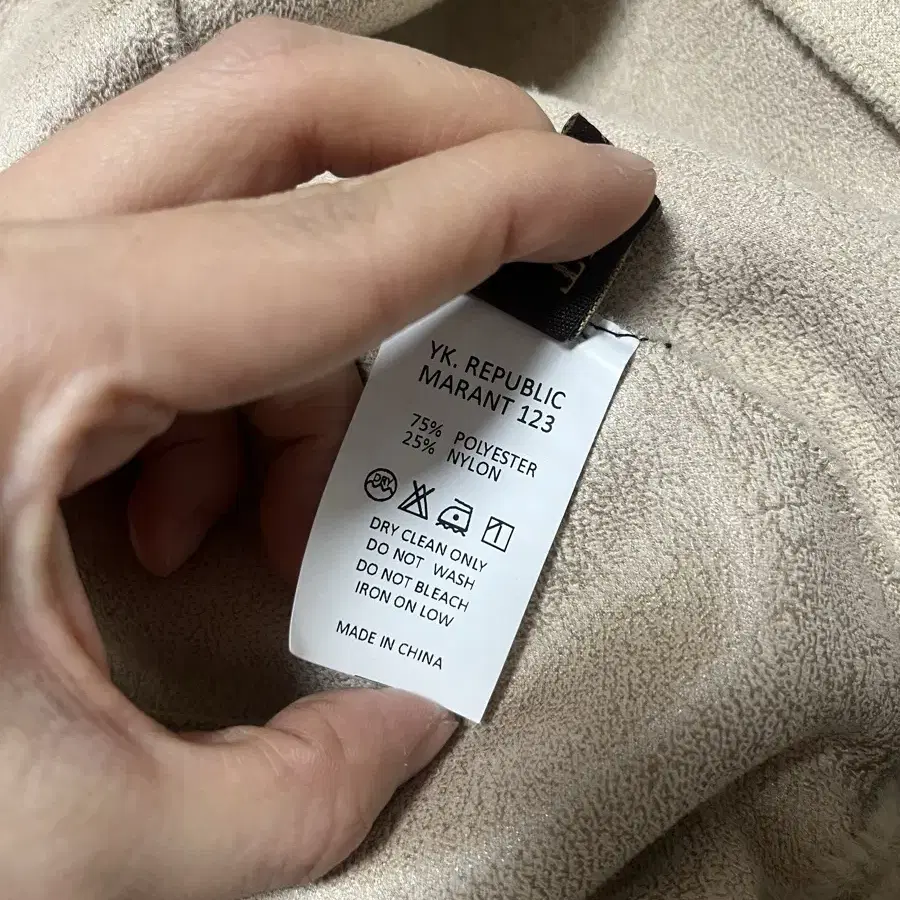 YK. REPUBLIC
MARANT 123
75% POLYESTER
25% NYLON
DRY
DRY CLEAN ONLY
DO NOT WASH
DO NOT BLEACH
IRON ON LOW
MADE IN CHINA